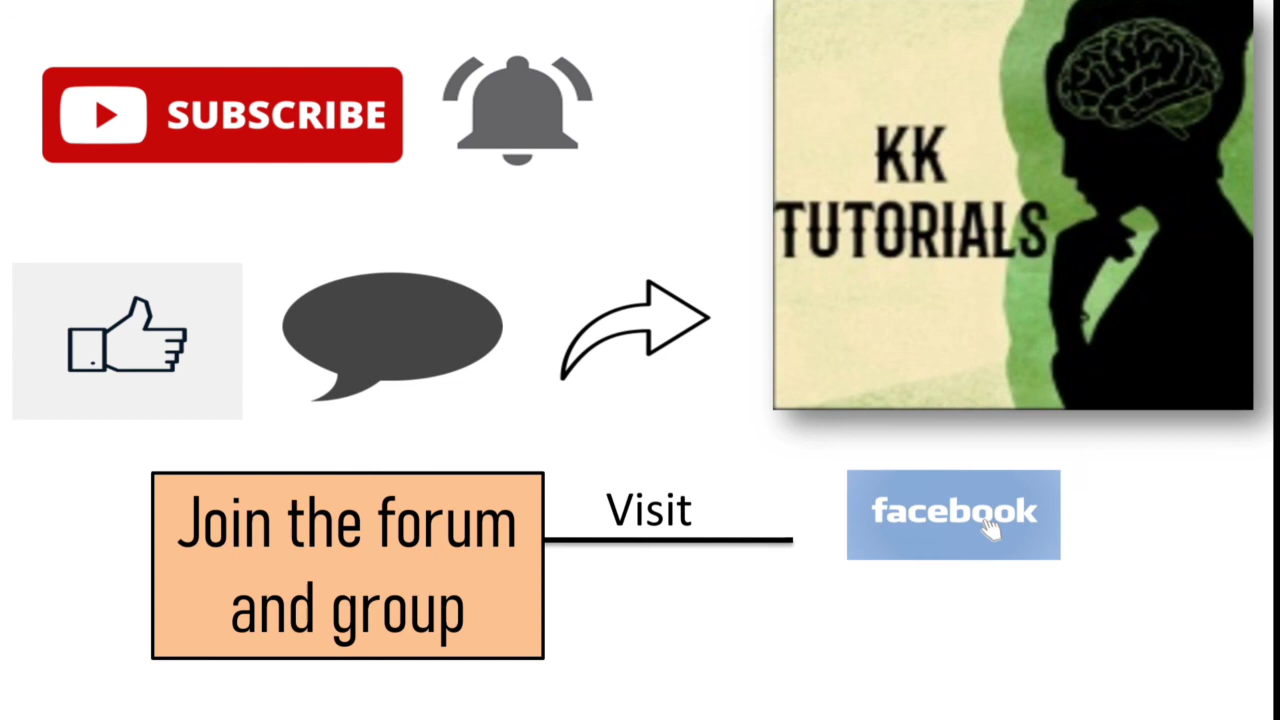 SUBSCRIBE
KK
TUTORIALS
Join the forum
and group
Visit
facebook